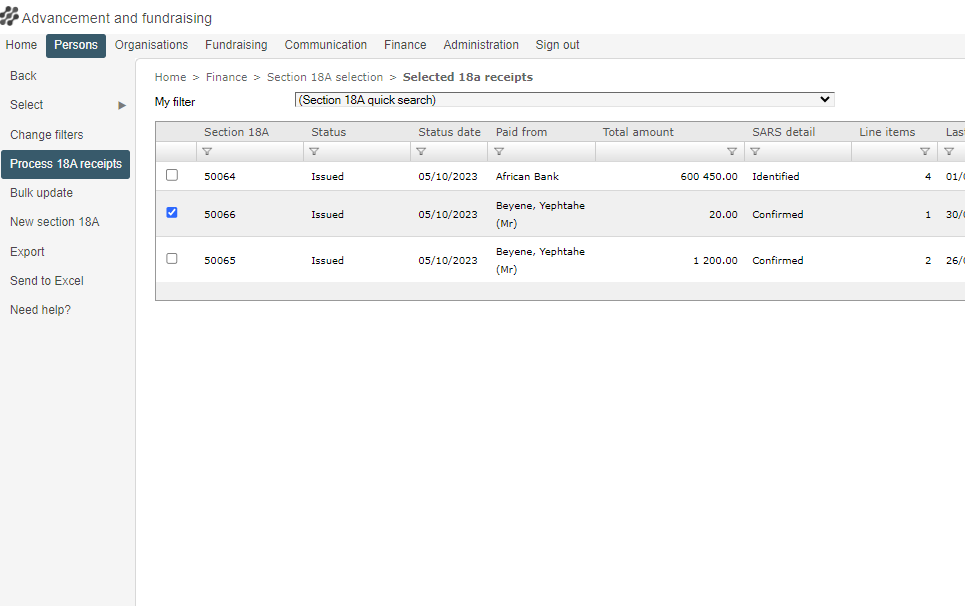 Advancement and fundraising
Home Persons Organisations Fundraising Communication Finance Administration Sign out
Back
Select
Change filters
Process 18A receipts
Bulk update
New section 18A
Export
Send to Excel
Need help?
Home > Finance > Section 18A selection > Selected 18a receipts
My filter (Section 18A quick search)
Section 18A Status Status date Paid from Total amount SARS detail Line items Las
50064 Issued 05/10/2023 African Bank 600 450.00 Identified 4 01/
50066 Issued 05/10/2023 Beyene, Yephtahe (Mr) 20.00 Confirmed 1 30/
50065 Issued 05/10/2023 Beyene, Yephtahe (Mr) 1 200.00 Confirmed 2 26/